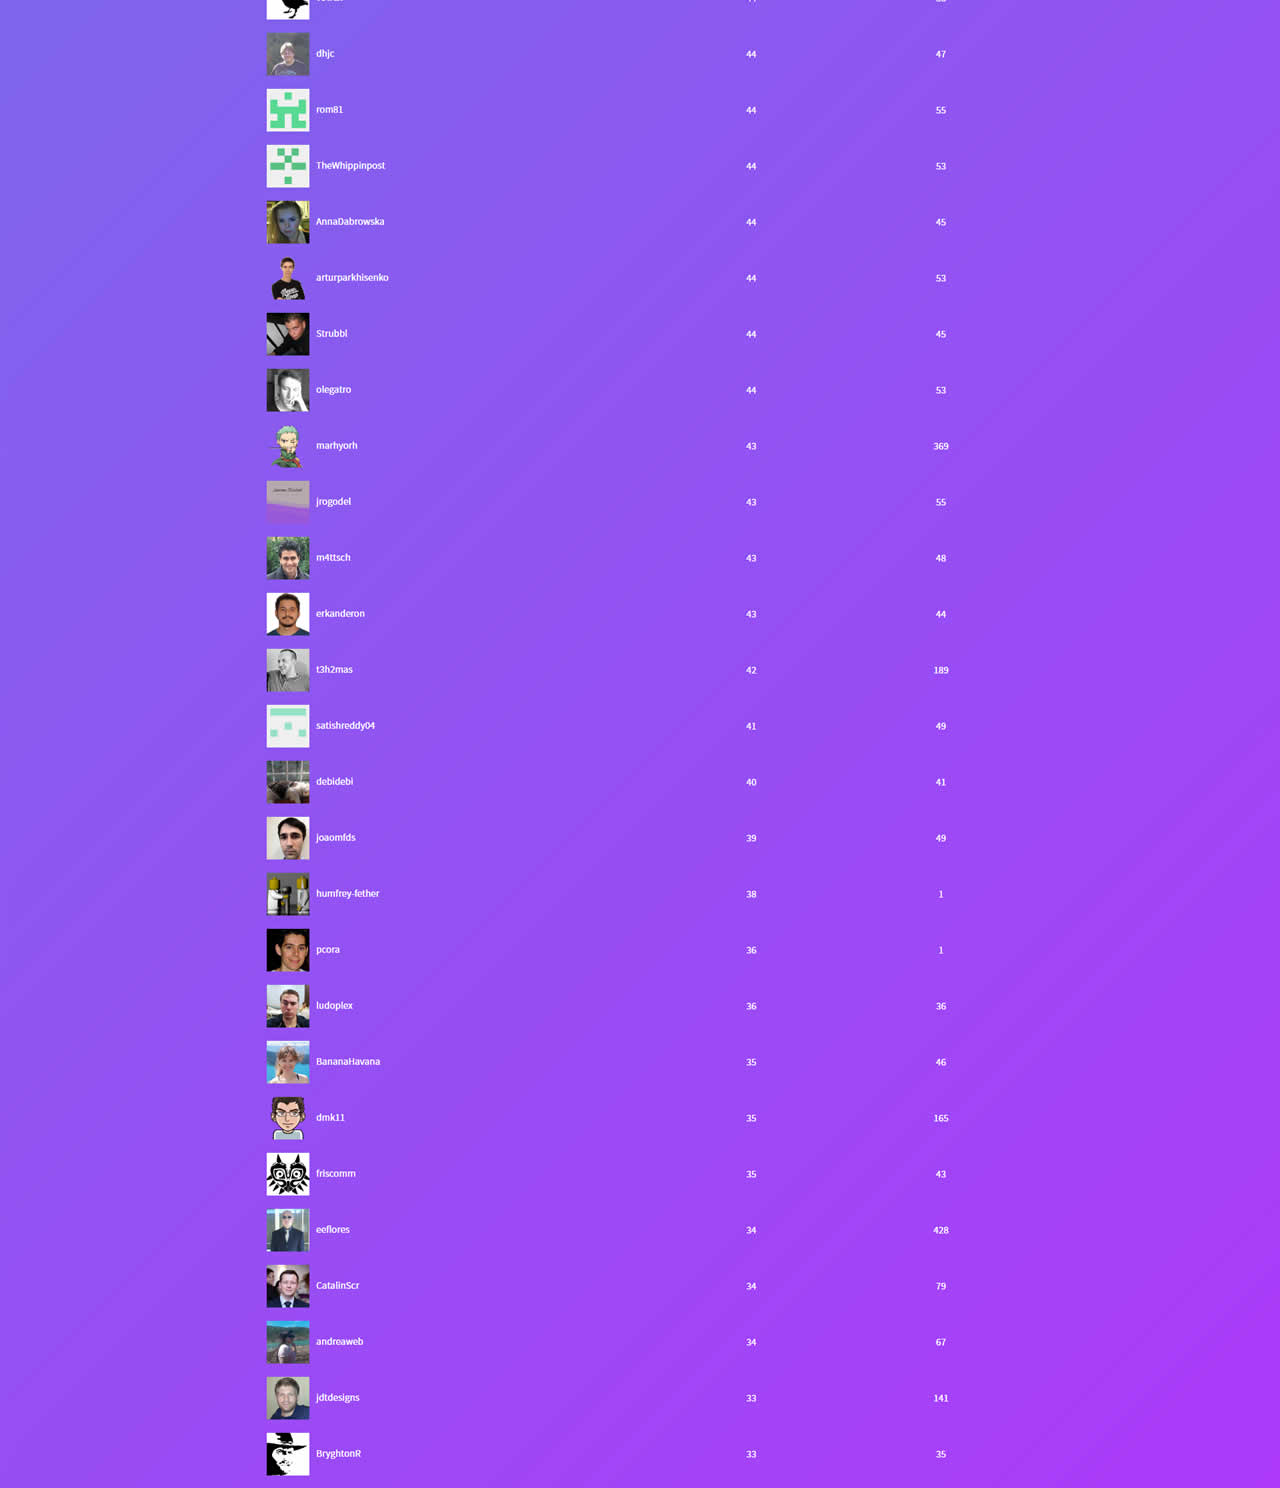 dhjc 44 47
rom81 44 55
TheWhippinpost 44 53
AnnaDabrowska 44 45
arturparkhisenko 44 53
Strubbl 44 45
olegatro 44 53
marhyorh 43 369
jrogodel 43 55
m4ttsch 43 48
erkanderon 43 44
t3h2mas 42 189
satishreddy04 41 49
debidebi 40 41
joaomfds 39 49
humfrey-fether 38 1
pcora 36 1
ludoplex 36 36
BananaHavana 35 46
dmk11 35 165
friscomm 35 43
eeflores 34 428
CatalinScr 34 79
andreaweb 34 67
jdtdesigns 33 141
BryghtonR 33 35